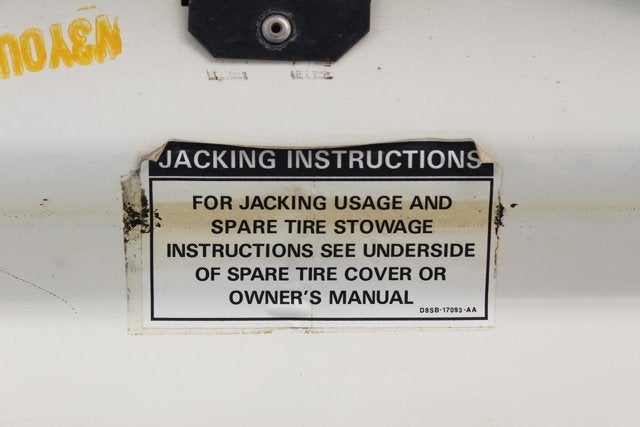 JACKING INSTRUCTIONS
FOR JACKING USAGE AND
SPARE TIRE STOWAGE
INSTRUCTIONS SEE UNDERSIDE
OF SPARE TIRE COVER OR
OWNER'S MANUAL
D8SB-17093-AA